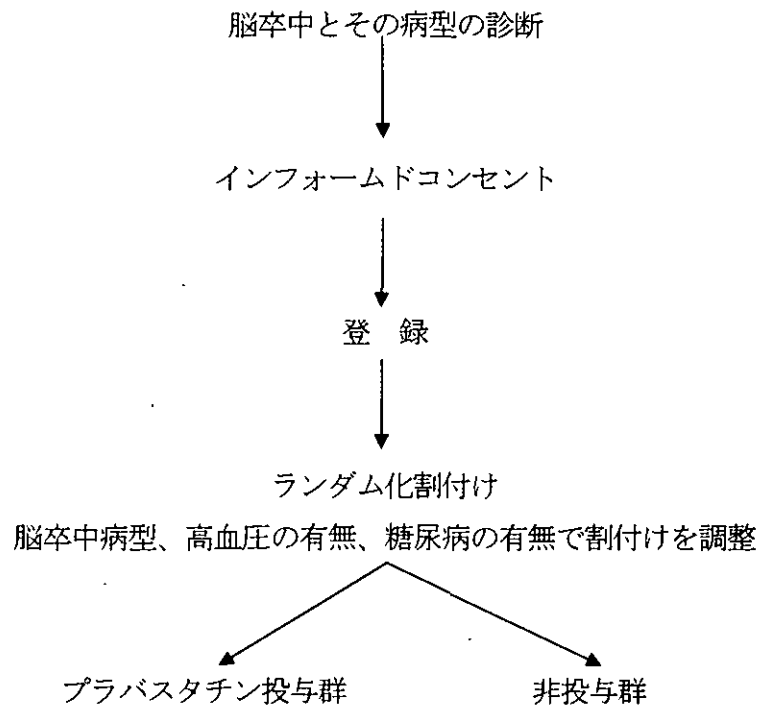 脳卒中とその病型の診断
インフォームドコンセント
登　録
ランダム化割付け
脳卒中病型、高血圧の有無、糖尿病の有無で割付けを調整
プラバスタチン投与群
非投与群